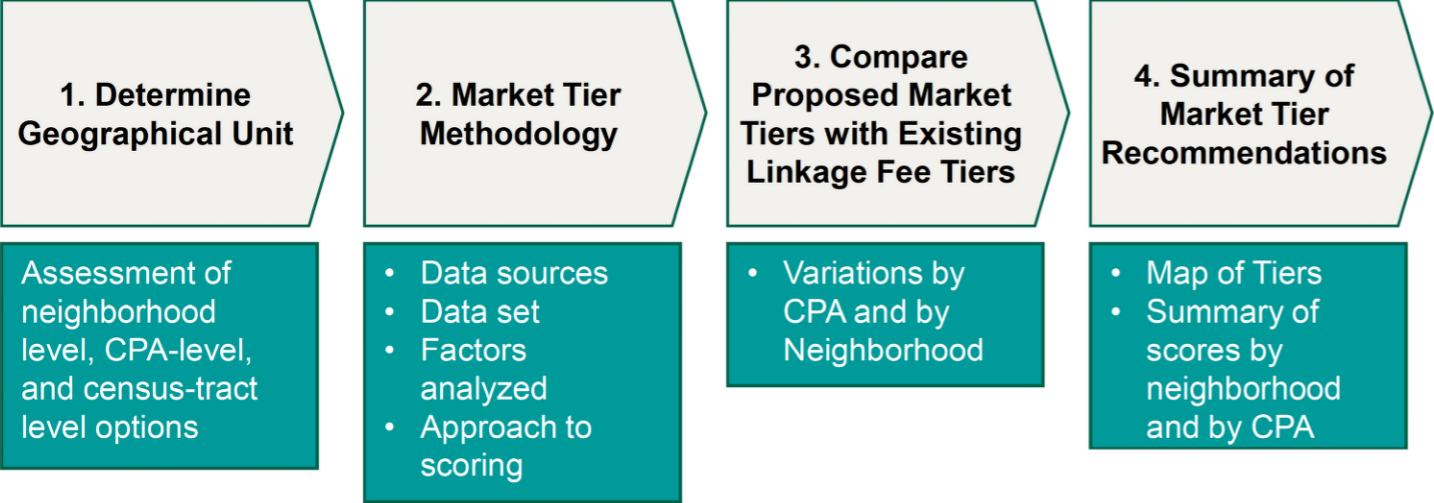 1. Determine
Geographical Unit
Assessment of
neighborhood
level, CPA-level,
and census-tract
level options
2. Market Tier
Methodology
• Data sources
• Data set
• Factors
analyzed
• Approach to
scoring
3. Compare
Proposed Market
Tiers with Existing
Linkage Fee Tiers
• Variations by
CPA and by
Neighborhood
4. Summary of
Market Tier
Recommendations
• Map of Tiers
• Summary of
scores by
neighborhood
and by CPA